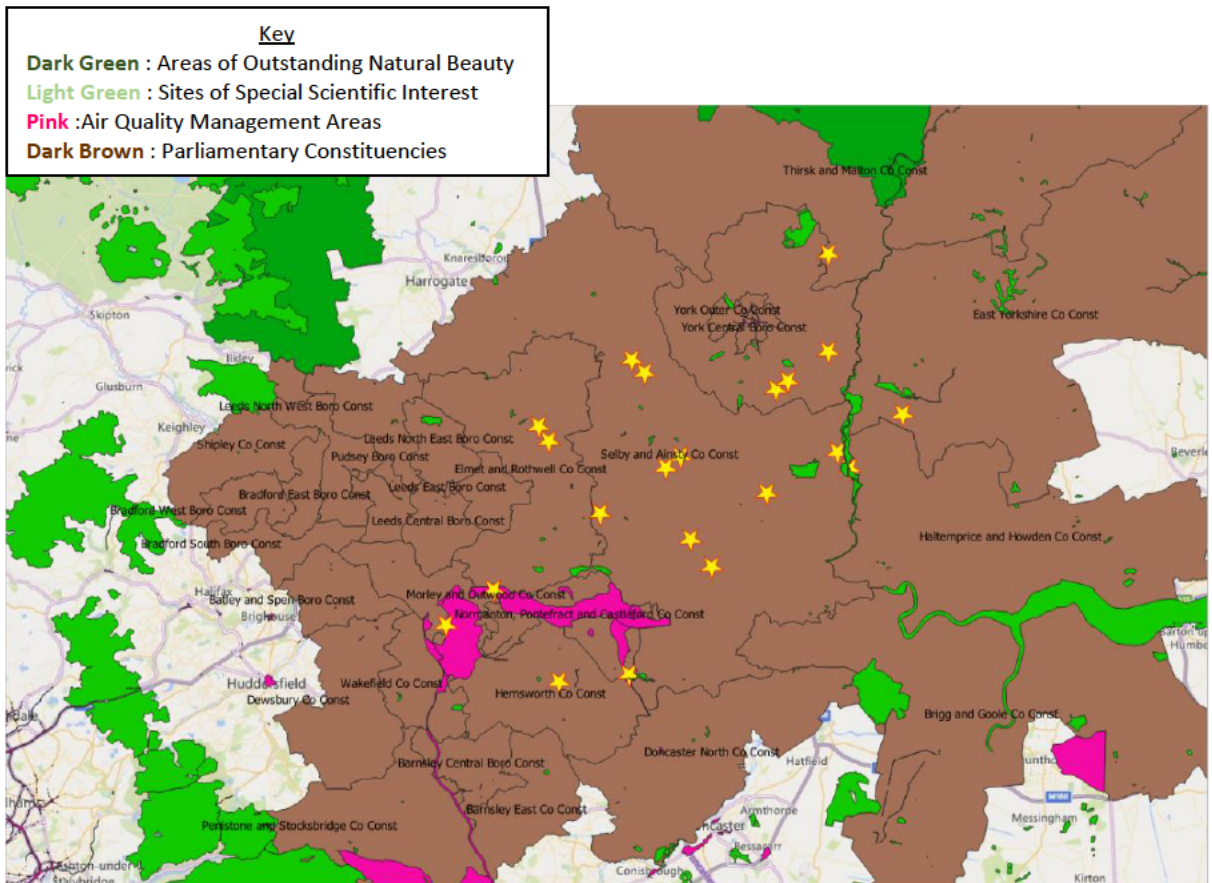 Key
Dark Green : Areas of Outstanding Natural Beauty
Light Green : Sites of Special Scientific Interest
Pink :Air Quality Management Areas
Dark Brown : Parliamentary Constituencies
Thirsk and Malton Co Const
Harrogate
York Outer Co Const
Skipton
East Yorkshire Co Const
York Central Boro Const
Ilkley
Glusburn
Leeds North West Boro Const
Keighley
Shipley Co Const
Leeds North East Boro Const
Pudsey Boro Const
Elmet and Rothwell Co Const
Leeds East Boro Const
Bradford East Boro Const
Bradford West Boro Const
Leeds Central Boro Const
Bradford South Boro Const
Haltemprice and Howden Co Const
Halifax
Morley and Outwood Co Const
Batley and Spen Boro Const
Brighouse
Normanton, Pontefract and Castleford Co Const
Barton up
Humbe
Huddersfield
Wakefield Co Const
Hemsworth Co Const
Dewsbury Co Const
Brigg and Goole Co Const
Doncaster North Co Const
Hatfield
Barnsley Central Boro Const
M180
Barnsley East Co Const
Armthorpe
Messingham
Penistone and Stocksbridge Co Const
ncaster
Conisbrough
Kirton